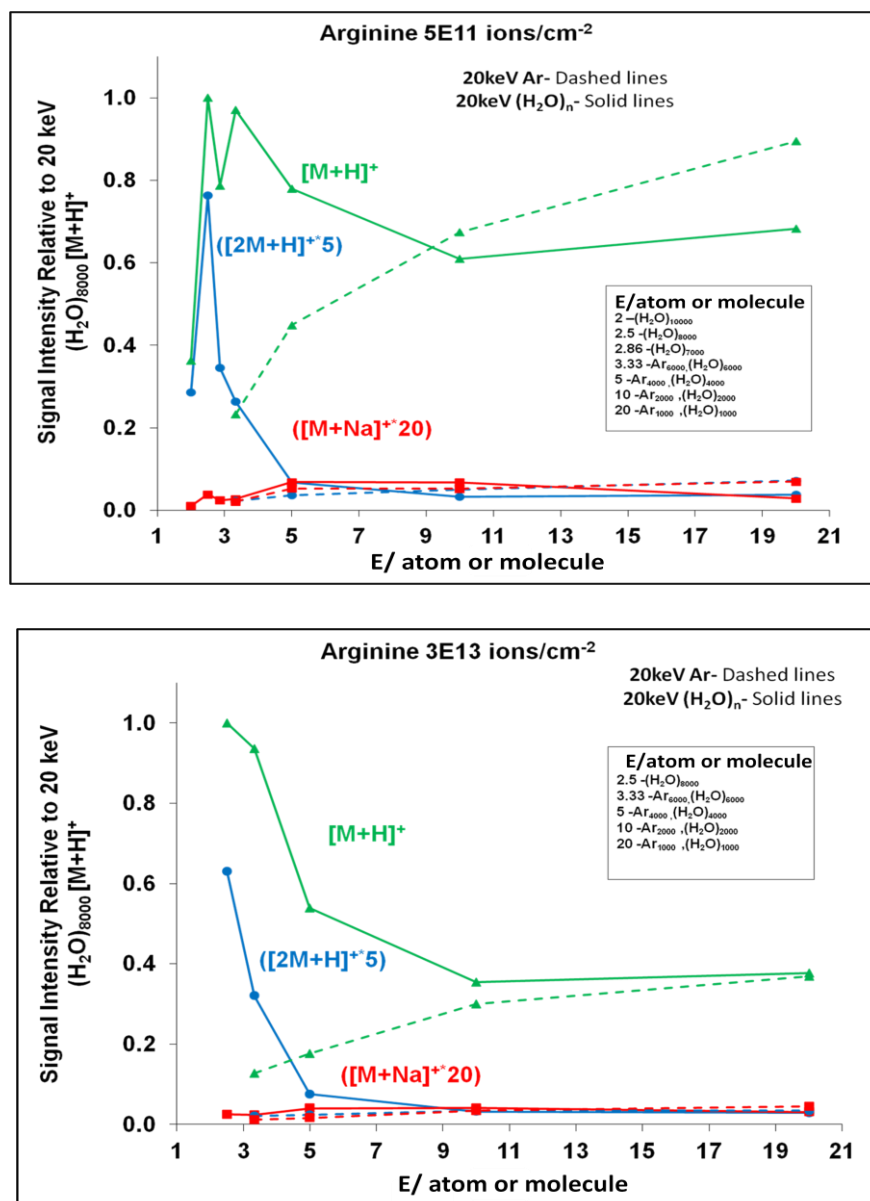 Arginine 5E11 ions/cm⁻²
20keV Ar- Dashed lines
20keV (H₂O)ₙ- Solid lines
Signal Intensity Relative to 20 keV
(H₂O)₈₀₀₀ [M+H]⁺
1.0
0.8
0.6
0.4
0.2
0.0
[M+H]⁺
([2M+H]⁺*5)
([M+Na]⁺*20)
E/atom or molecule
2 –(H₂O)₁₀₀₀₀
2.5 -(H₂O)₈₀₀₀
2.86 -(H₂O)₇₀₀₀
3.33 -Ar₆₀₀₀,(H₂O)₆₀₀₀
5 -Ar₄₀₀₀ ,(H₂O)₄₀₀₀
10 -Ar₂₀₀₀ ,(H₂O)₂₀₀₀
20 -Ar₁₀₀₀ ,(H₂O)₁₀₀₀
1 3 5 7 9 11 13 15 17 19 21
E/ atom or molecule
Arginine 3E13 ions/cm⁻²
20keV Ar- Dashed lines
20keV (H₂O)ₙ- Solid lines
Signal Intensity Relative to 20 keV
(H₂O)₈₀₀₀ [M+H]⁺
1.0
0.8
0.6
0.4
0.2
0.0
[M+H]⁺
([2M+H]⁺*5)
([M+Na]⁺*20)
E/atom or molecule
2.5 -(H₂O)₈₀₀₀
3.33 -Ar₆₀₀₀,(H₂O)₆₀₀₀
5 -Ar₄₀₀₀ ,(H₂O)₄₀₀₀
10 -Ar₂₀₀₀ ,(H₂O)₂₀₀₀
20 -Ar₁₀₀₀ ,(H₂O)₁₀₀₀
1 3 5 7 9 11 13 15 17 19 21
E/ atom or molecule